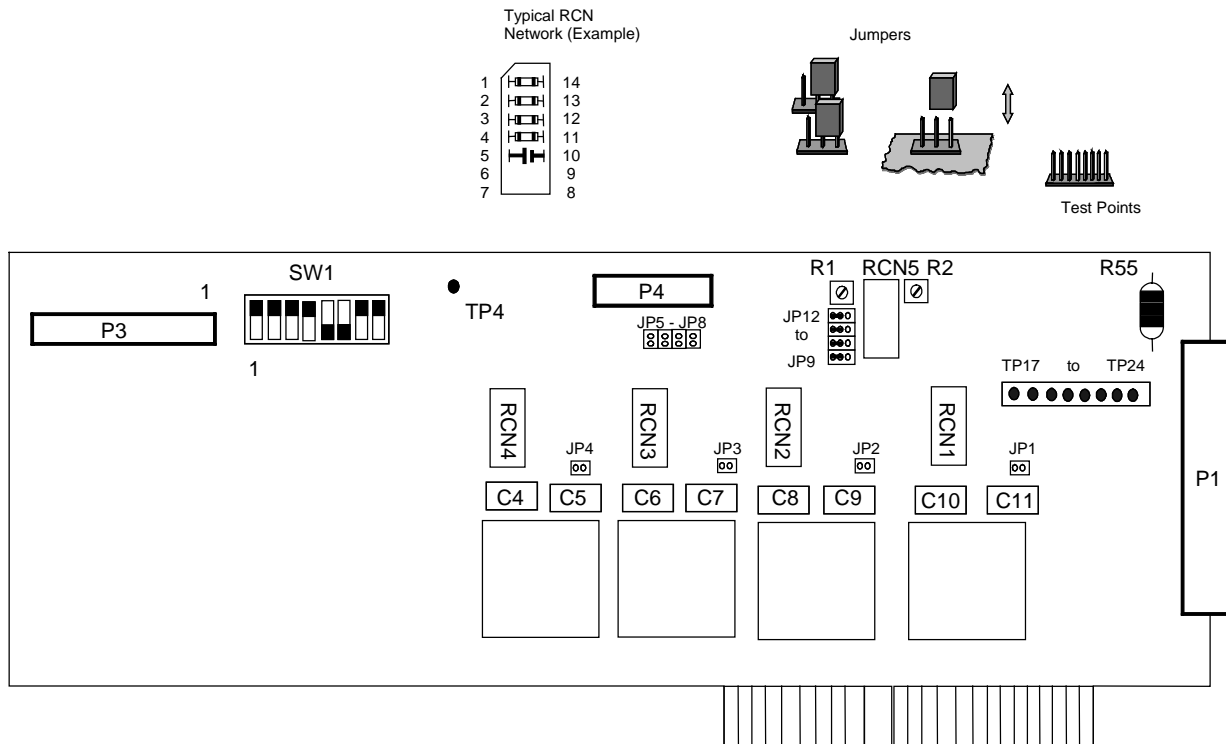 Typical RCN
Network (Example)
Jumpers
1 14
2 13
3 12
4 11
5 10
6 9
7 8
Test Points
SW1
1
1
P3
TP4
P4
JP5 - JP8
R1 RCN5 R2
JP12
to
JP9
R55
TP17 to TP24
P1
RCN4
JP4
RCN3
JP3
RCN2
JP2
RCN1
JP1
C4
C5
C6
C7
C8
C9
C10
C11